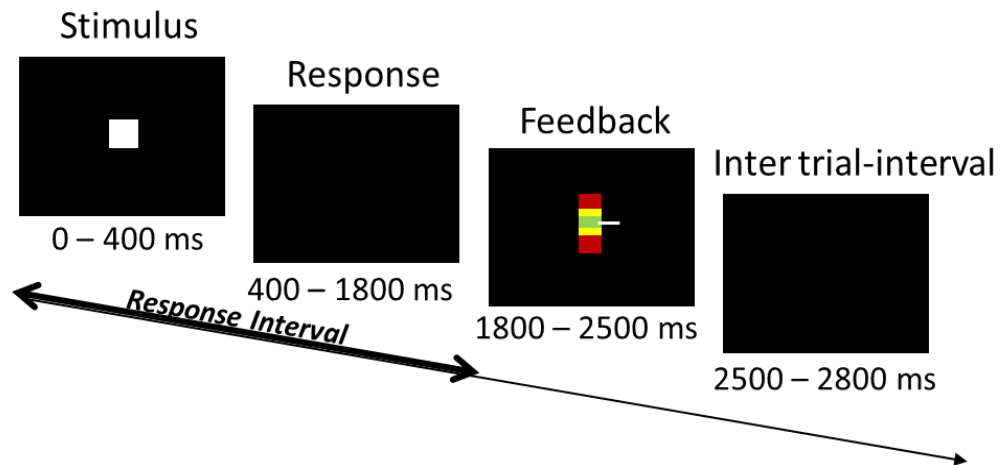 Stimulus
0 – 400 ms
Response
400 – 1800 ms
Feedback
1800 – 2500 ms
Inter trial-interval
2500 – 2800 ms
Response Interval